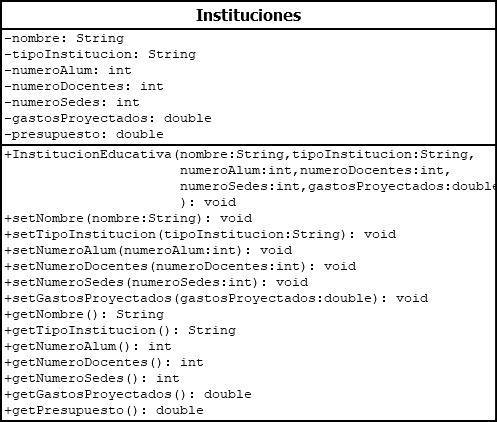 Instituciones
-nombre: String
-tipoInstitucion: String
-numeroAlum: int
-numeroDocentes: int
-numeroSedes: int
-gastosProyectados: double
-presupuesto: double
+InstitucionEducativa(nombre:String,tipoInstitucion:String,
numeroAlum:int,numeroDocentes:int,
numeroSedes:int,gastosProyectados:double
): void
+setNombre(nombre:String): void
+setTipoInstitucion(tipoInstitucion:String): void
+setNumeroAlum(numeroAlum:int): void
+setNumeroDocentes(numeroDocentes:int): void
+setNumeroSedes(numeroSedes:int): void
+setGastosProyectados(gastosProyectados:double): void
+getNombre(): String
+getTipoInstitucion(): String
+getNumeroAlum(): int
+getNumeroDocentes(): int
+getNumeroSedes(): int
+getGastosProyectados(): double
+getPresupuesto(): double